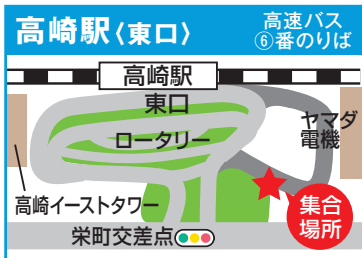 高崎駅〈東口〉
高速バス
⑥番のりば
高崎駅
東口
ロータリー
ヤマダ
電機
高崎イーストタワー
集合
場所
栄町交差点